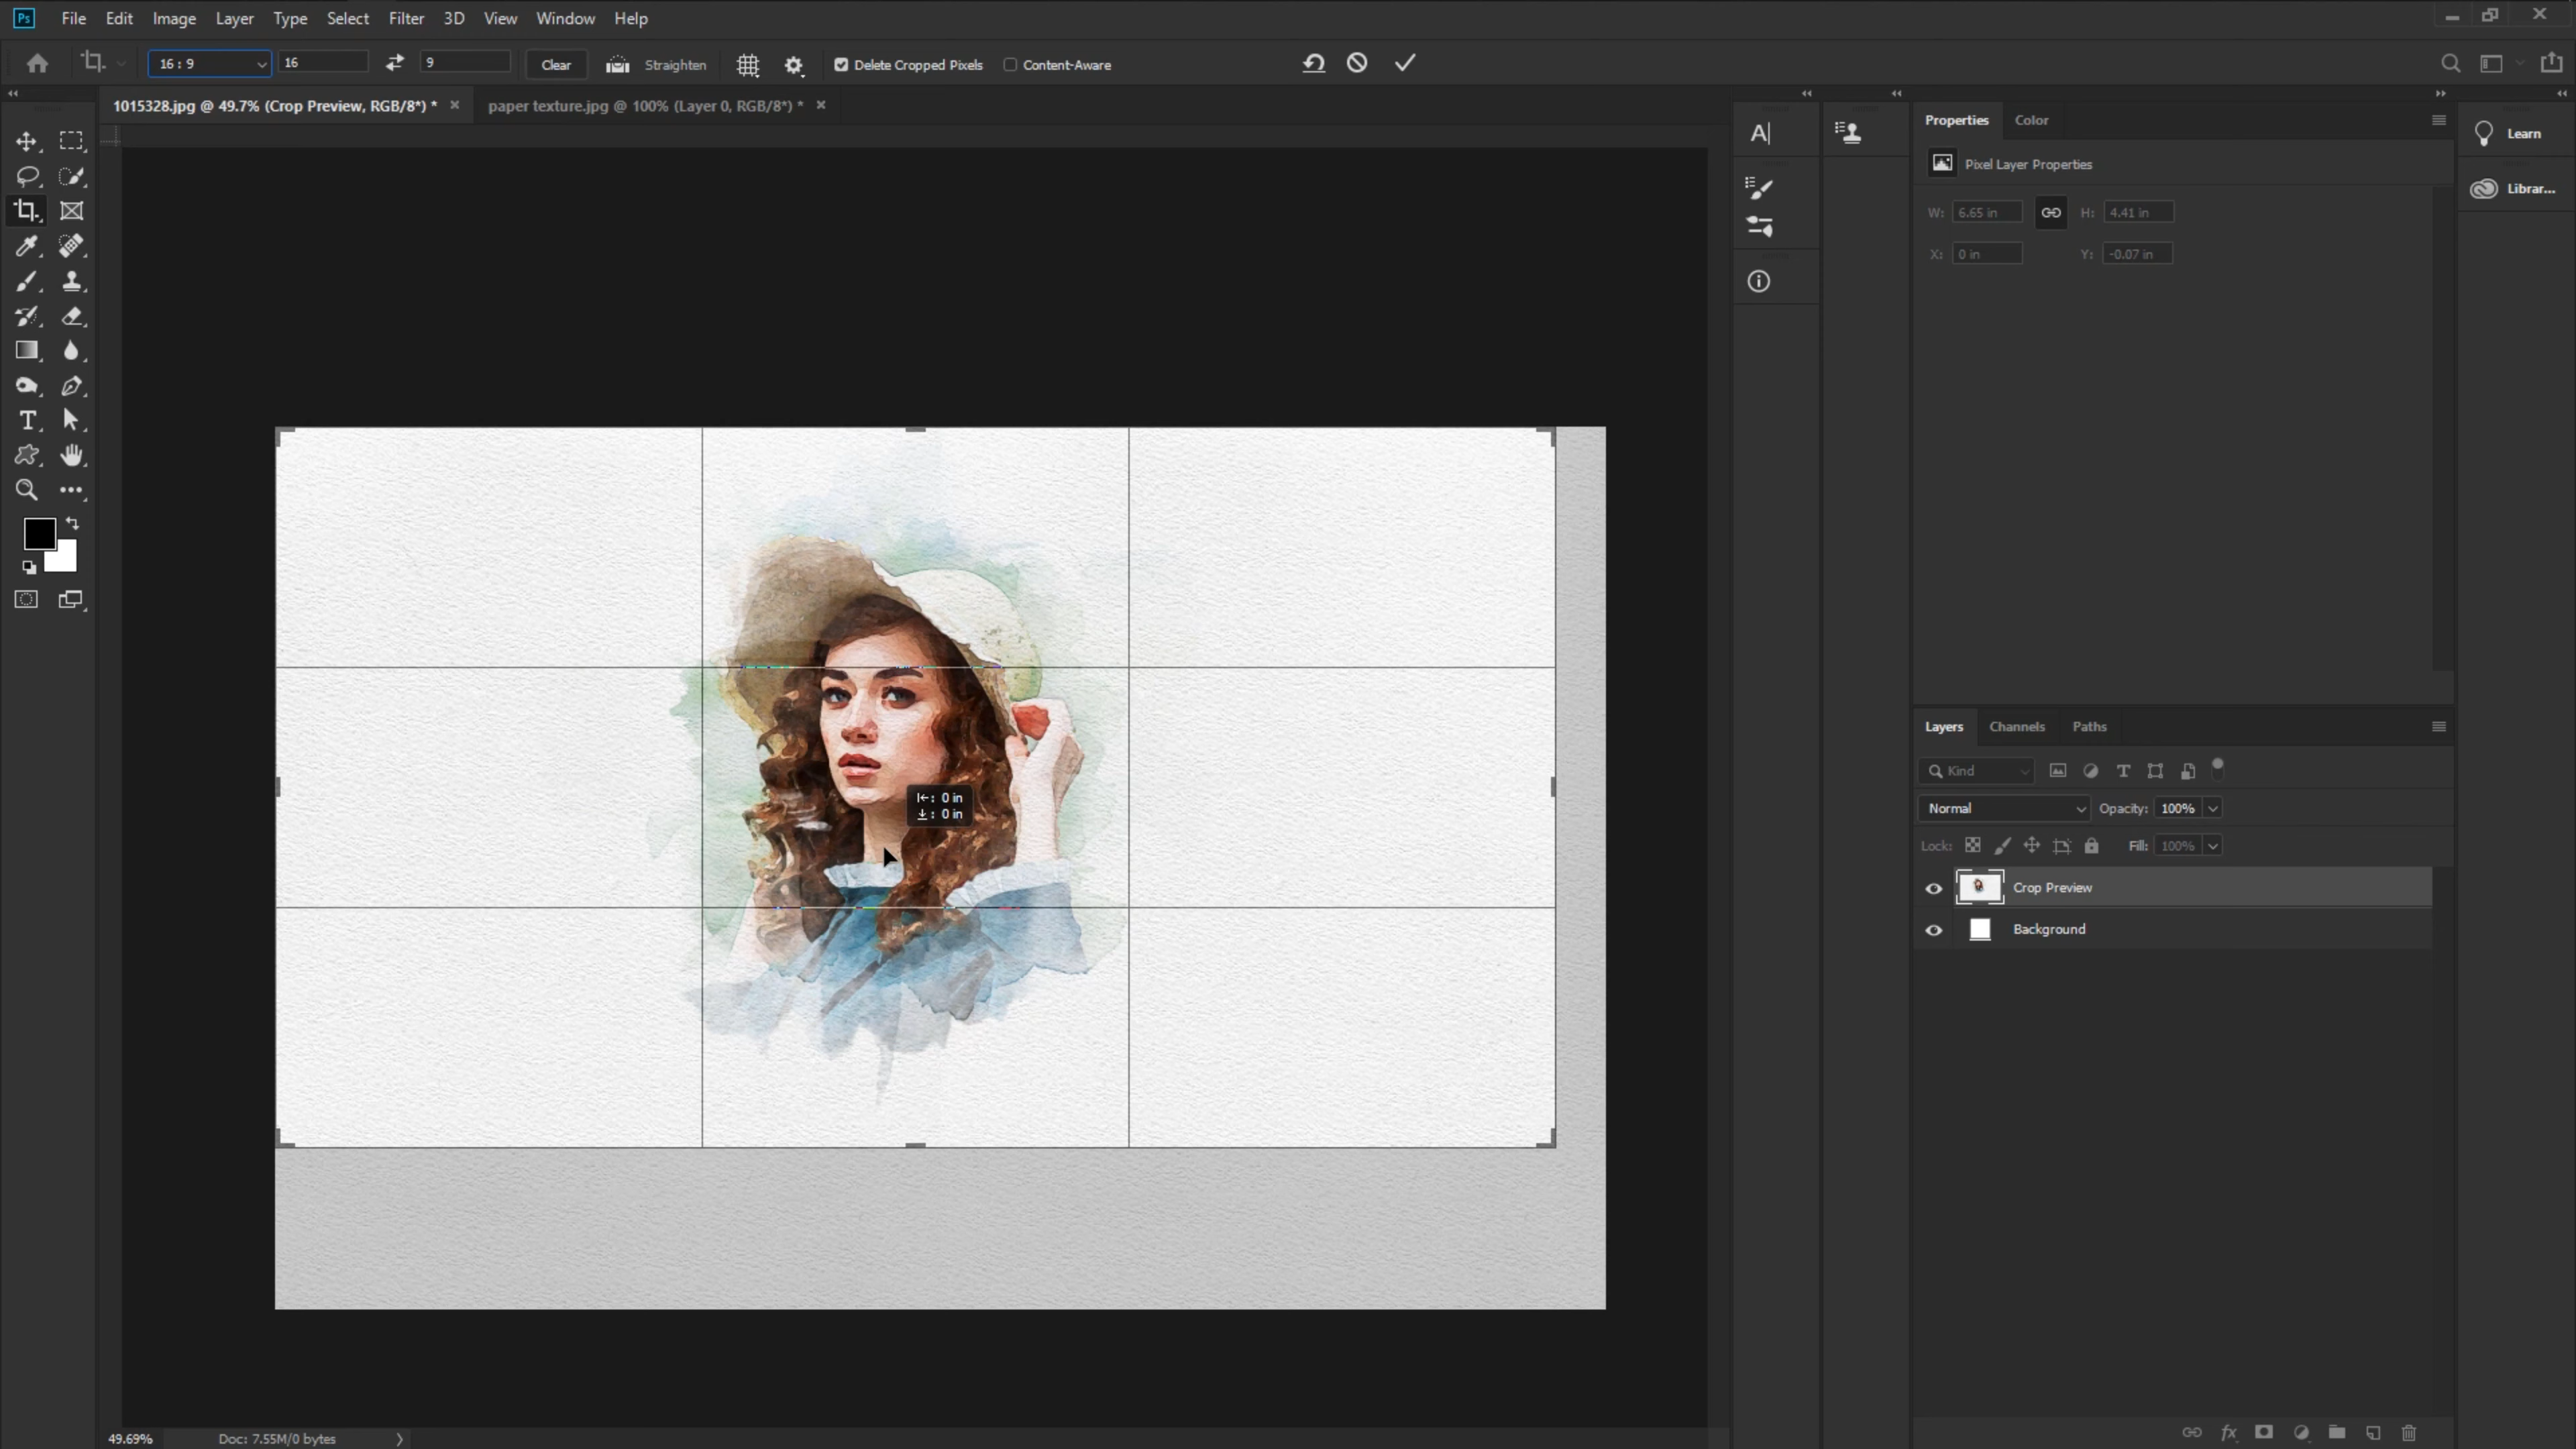 Ps File Edit Image Layer Type Select Filter 3D View Window Help
16 : 9 16 9 Clear Straighten Delete Cropped Pixels Content-Aware
1015328.jpg @ 49.7% (Crop Preview, RGB/8*) * × paper texture.jpg @ 100% (Layer 0, RGB/8*) * ×
Properties Color
Learn
Pixel Layer Properties
Librar...
W: 6.65 in H: 4.41 in
X: 0 in Y: -0.07 in
Layers Channels Paths
Kind
: 0 in
: 0 in
Normal Opacity: 100%
Lock: Fill: 100%
Crop Preview
Background
49.69% Doc: 7.55M/0 bytes